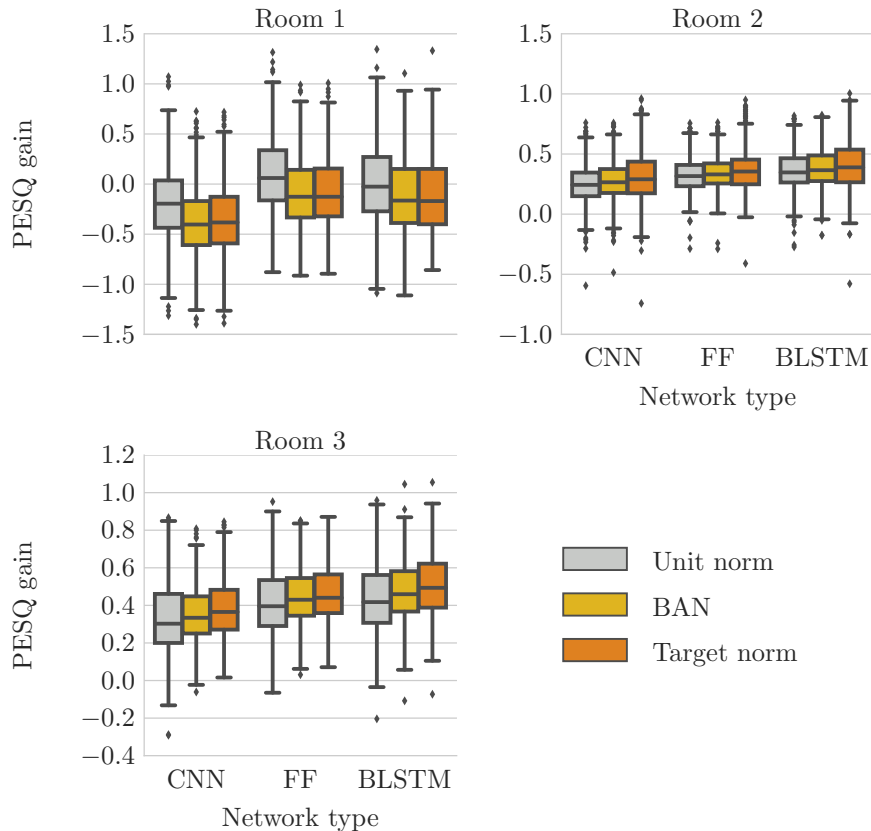 Room 1
PESQ gain
1.5
1.0
0.5
0.0
−0.5
−1.0
−1.5
Room 2
1.5
1.0
0.5
0.0
−0.5
−1.0
CNN FF BLSTM
Network type
Room 3
PESQ gain
1.2
1.0
0.8
0.6
0.4
0.2
0.0
−0.2
−0.4
CNN FF BLSTM
Network type
Unit norm
BAN
Target norm